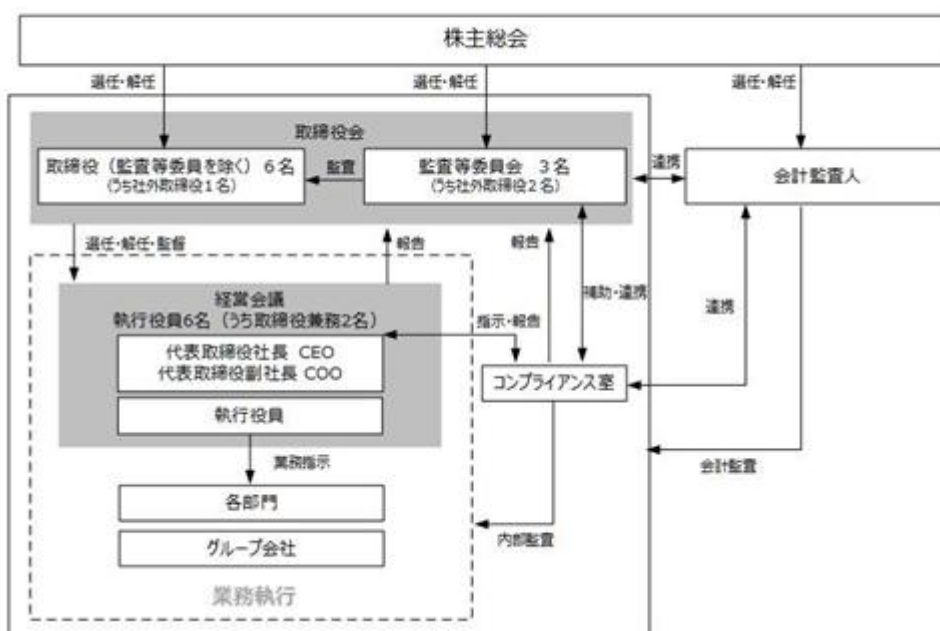 株主総会
選任・解任
選任・解任
選任・解任
取締役会
取締役（監査等委員を除く）６名
（うち社外取締役１名）
監査
監査等委員会　３名
（うち社外取締役２名）
連携
会計監査人
選任・解任・監督
報告
報告
補助・連携
連携
経営会議
執行役員6名（うち取締役兼務2名）
指示・報告
代表取締役社長 CEO
代表取締役副社長 COO
コンプライアンス室
執行役員
業務指示
会計監査
各部門
内部監査
グループ会社
業務執行